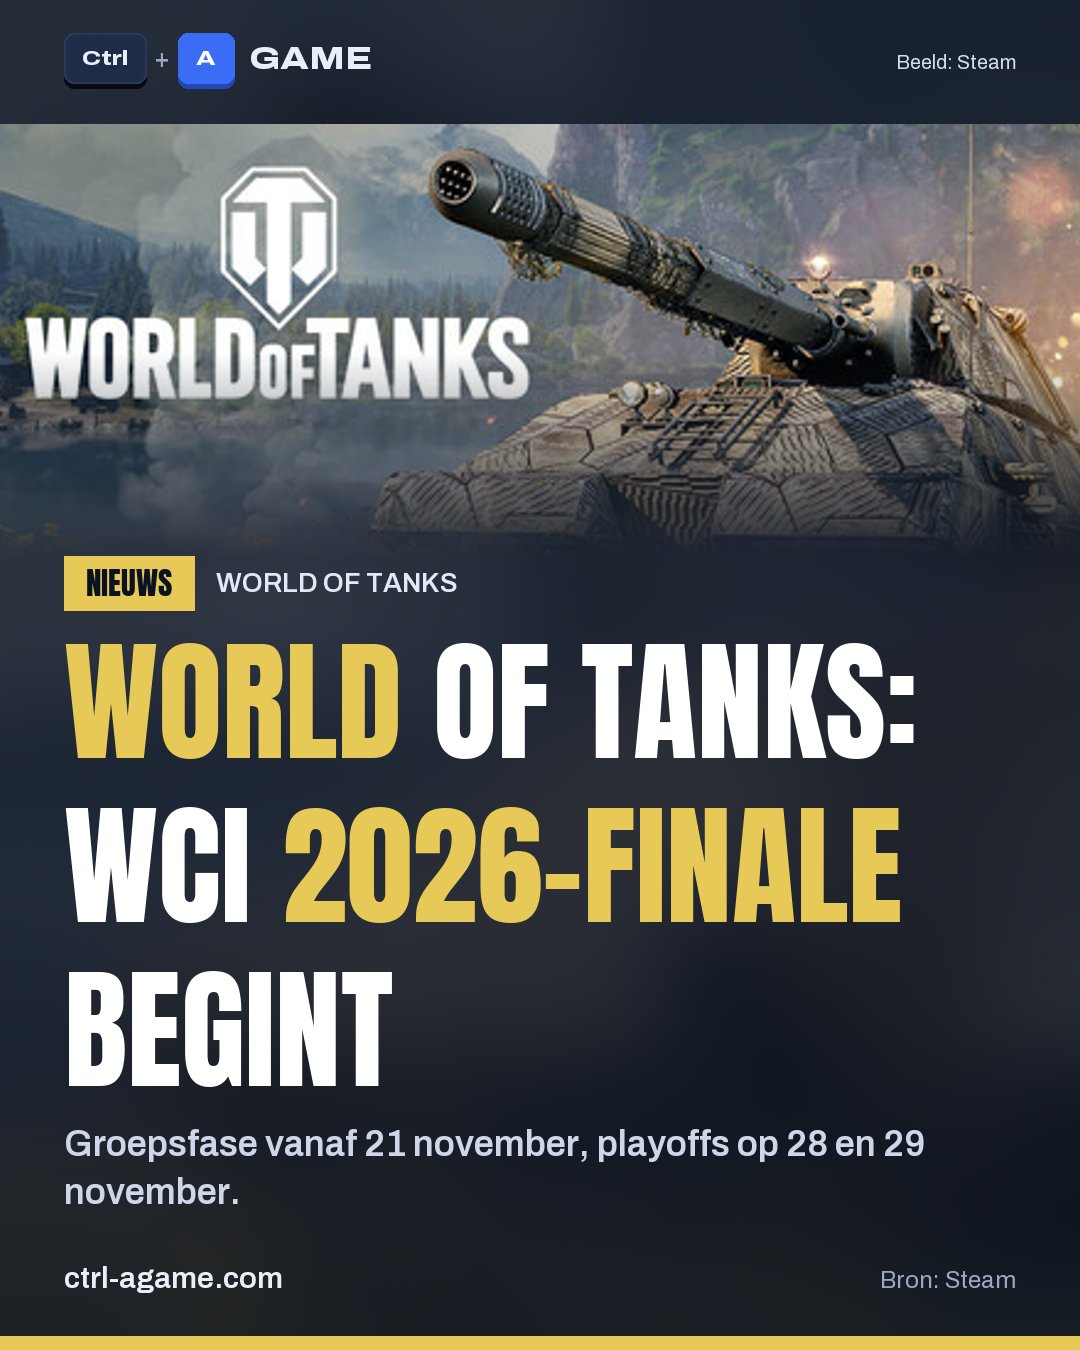 Ctrl + A GAME
Beeld: Steam
WORLD OF TANKS
NIEUWS WORLD OF TANKS
WORLD OF TANKS:
WCI 2026-FINALE
BEGINT
Groepsfase vanaf 21 november, playoffs op 28 en 29
november.
ctrl-agame.com
Bron: Steam